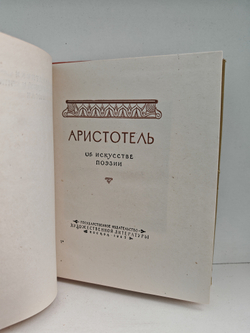 АРИСТОТЕЛЬ
ОБ ИСКУССТВЕ
ПОЭЗИИ
ГОСУДАРСТВЕННОЕ ИЗДАТЕЛЬСТВО
ХУДОЖЕСТВЕННОЙ ЛИТЕРАТУРЫ
МОСКВА